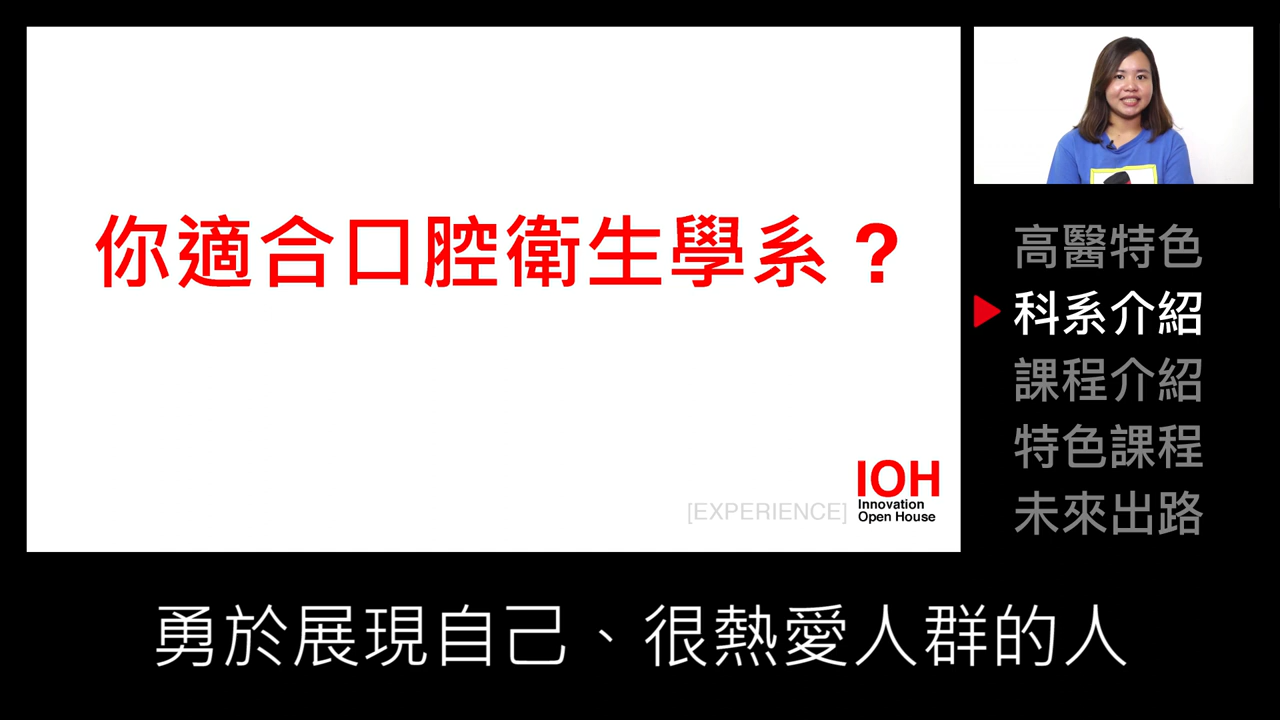 你適合口腔衛生學系？
[EXPERIENCE]
IOH
Innovation
Open House
高醫特色
科系介紹
課程介紹
特色課程
未來出路
勇於展現自己、很熱愛人群的人